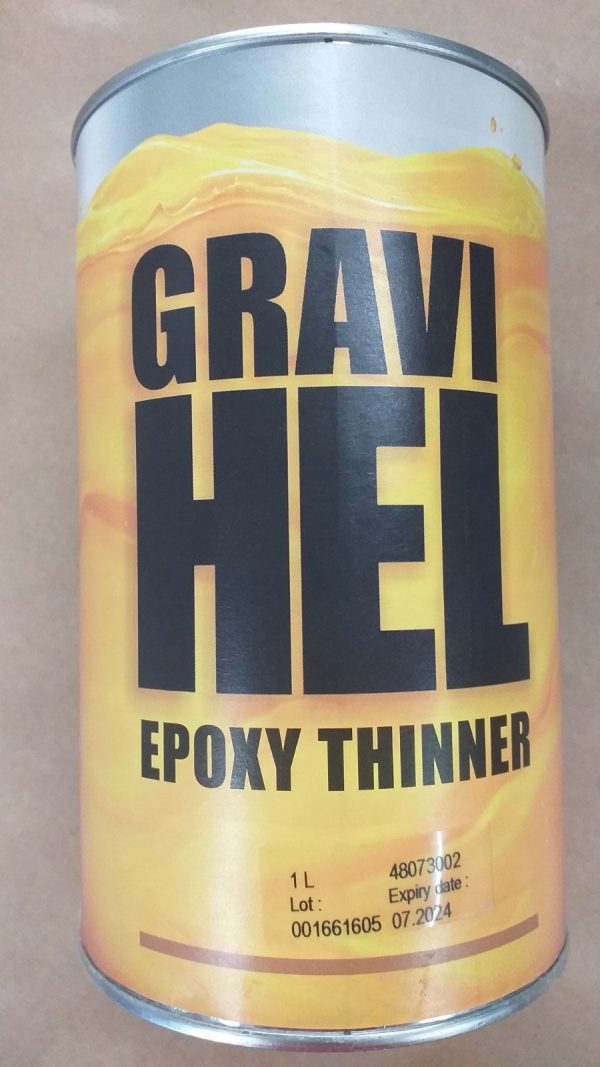 GRAVI
HEL
EPOXY THINNER
1 L 48073002
Lot : Expiry date :
001661605 07.2024